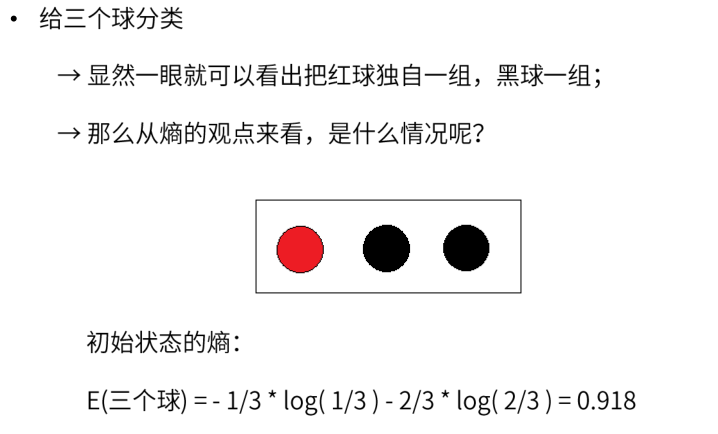 • 给三个球分类
→ 显然一眼就可以看出把红球独自一组，黑球一组；
→ 那么从熵的观点来看，是什么情况呢？
初始状态的熵：
E(三个球) = - 1/3 * log( 1/3 ) - 2/3 * log( 2/3 ) = 0.918